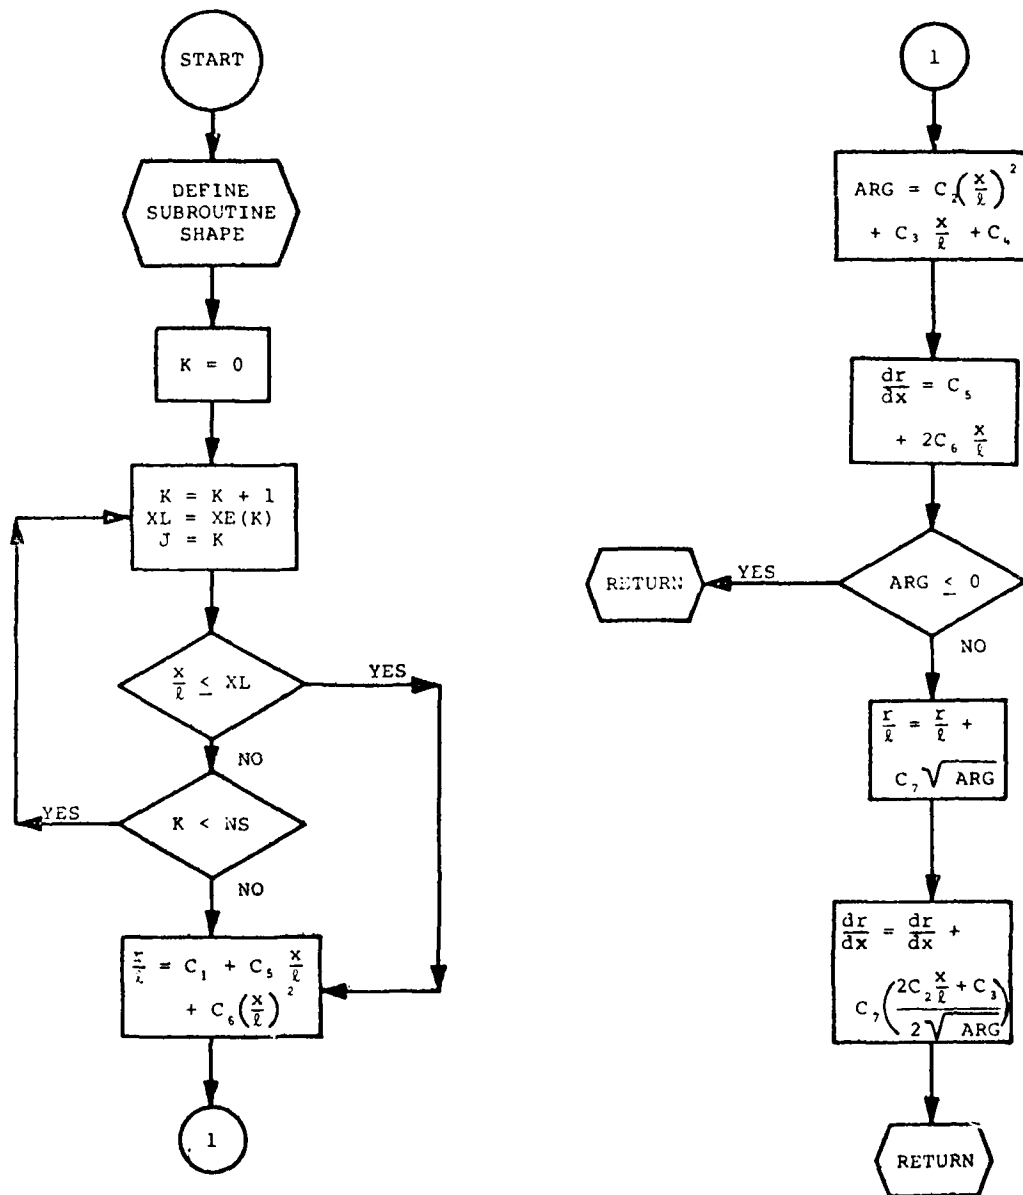 START
DEFINE
SUBROUTINE
SHAPE
K = 0
K = K + 1
XL = XE(K)
J = K
x/ℓ ≤ XL
YES
NO
K < NS
YES
NO
r/ℓ = C₁ + C₅ x/ℓ
+ C₆(x/ℓ)²
1
1
ARG = C₂(x/ℓ)²
+ C₃ x/ℓ + C₄
dr/dx = C₅
+ 2C₆ x/ℓ
ARG ≤ 0
YES
RETURN
NO
r/ℓ = r/ℓ +
C₇√ARG
dr/dx = dr/dx +
C₇((2C₂ x/ℓ + C₃)/(2√ARG))
RETURN